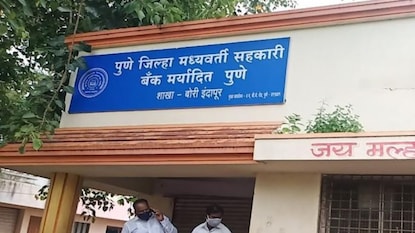 पुणे जिल्हा मध्यवर्ती सहकारी
बँक मर्यादित पुणे
शाखा - बोरी इंदापूर
जय मल्हा